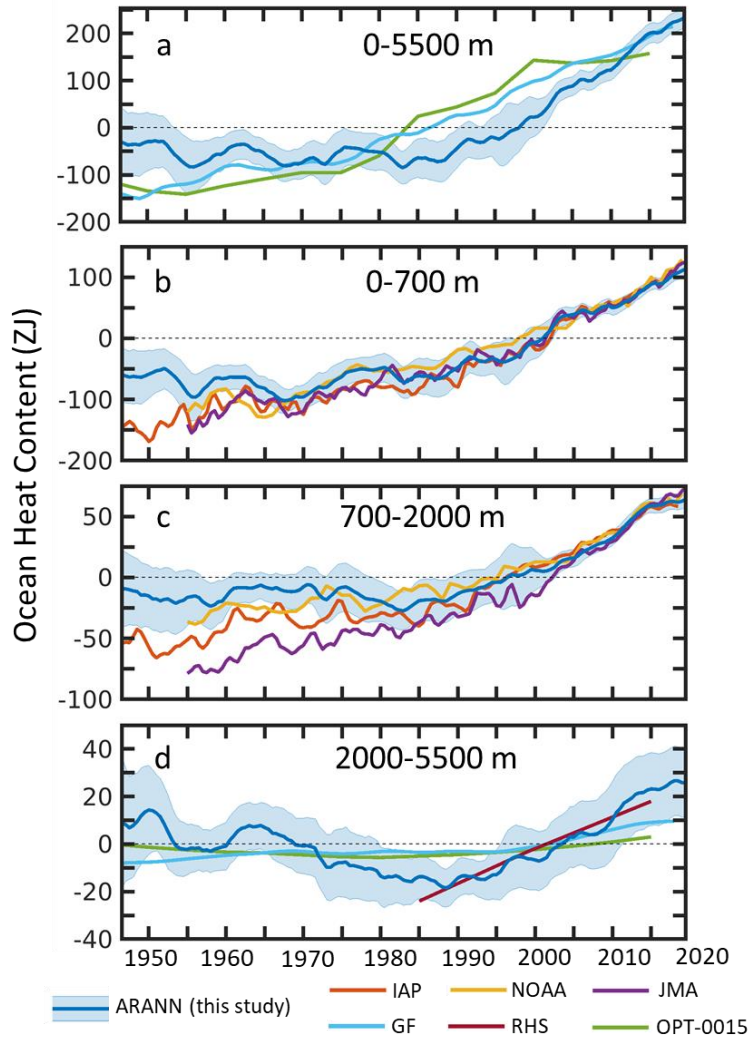 a 0-5500 m
200
100
0
-100
-200
b 0-700 m
100
0
-100
-200
c 700-2000 m
50
0
-50
-100
d 2000-5500 m
40
20
0
-20
-40
Ocean Heat Content (ZJ)
1950 1960 1970 1980 1990 2000 2010 2020
ARANN (this study) IAP NOAA JMA
GF RHS OPT-0015